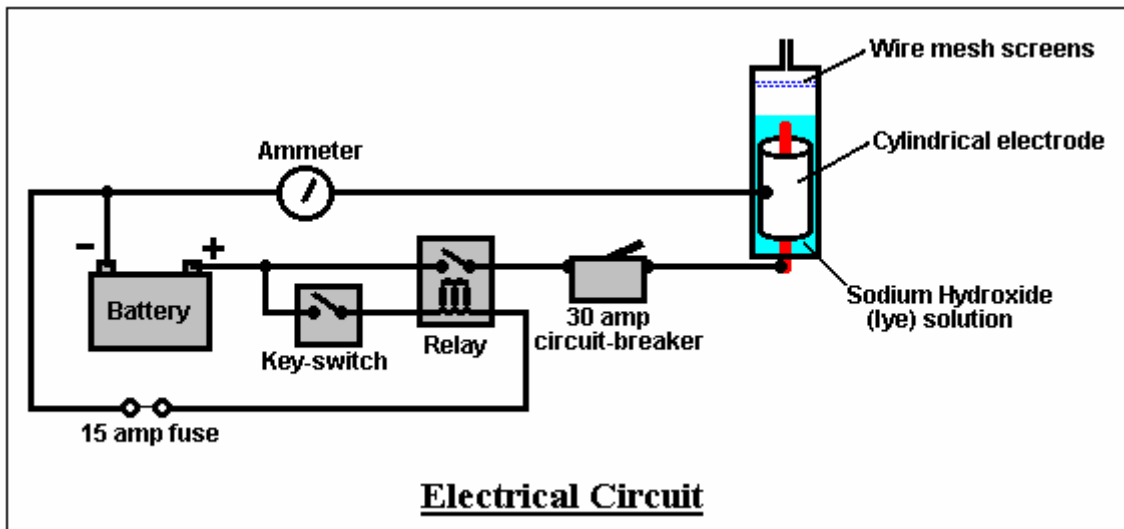 Wire mesh screens
Ammeter
Cylindrical electrode
- +
Battery
Key-switch
Relay
30 amp
circuit-breaker
Sodium Hydroxide
(lye) solution
15 amp fuse
Electrical Circuit